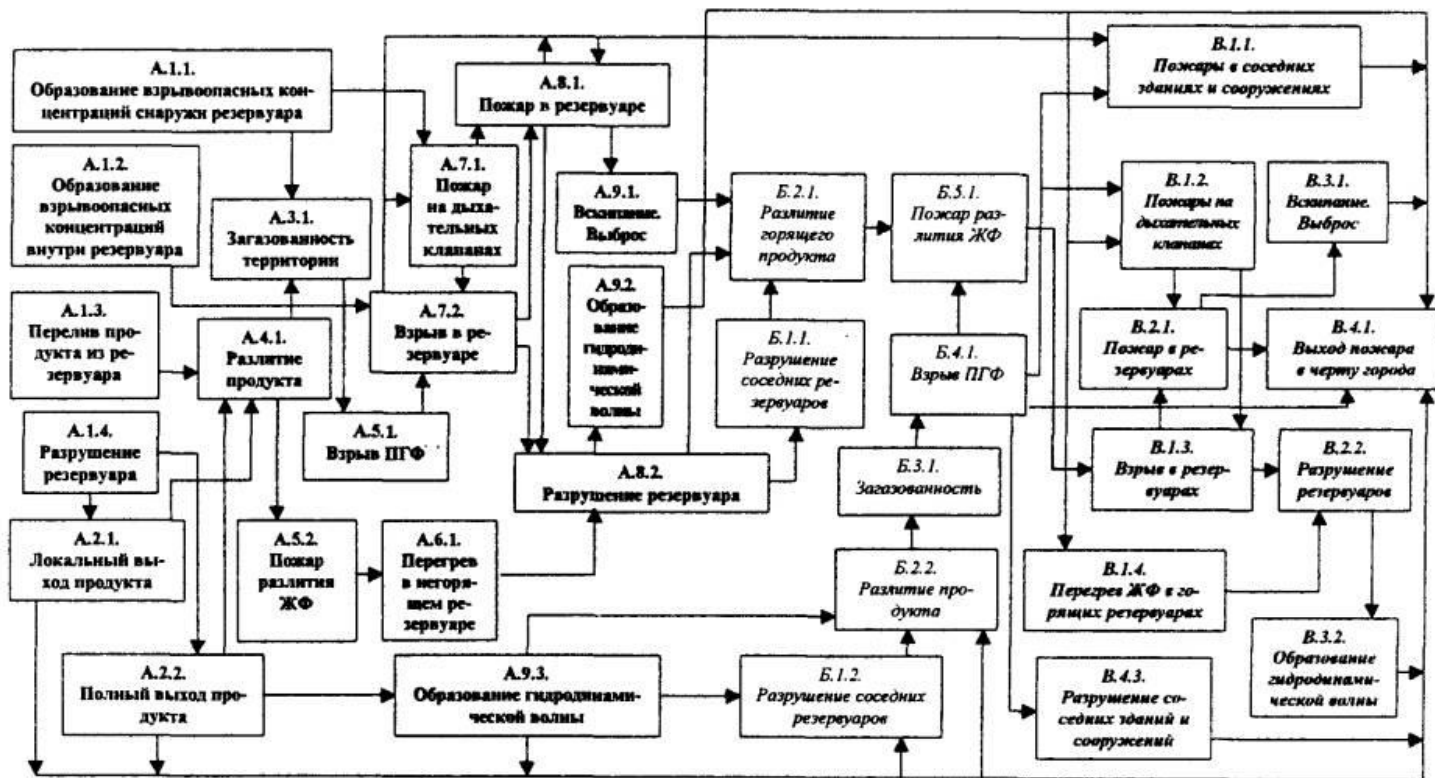 А.1.1.
Образование взрывоопасных кон-
центраций снаружи резервуара
А.1.2.
Образование
взрывоопасных
концентраций
внутри резервуара
А.1.3.
Перелив про-
дукта из ре-
зервуара
А.1.4.
Разрушение
резервуара
А.2.1.
Локальный вы-
ход продукта
А.2.2.
Полный выход про-
дукта
А.3.1.
Загазованность
территории
А.4.1.
Разлитие
продукта
А.5.1.
Взрыв ПГФ
А.5.2.
Пожар
разлития
ЖФ
А.6.1.
Перегрев
в негоря-
щем ре-
зервуаре
А.7.1.
Пожар
на дыха-
тельных
клапанах
А.7.2.
Взрыв в ре-
зервуаре
А.8.1.
Пожар в резервуаре
А.8.2.
Разрушение резервуара
А.9.1.
Вскипание.
Выброс
А.9.2.
Образо-
вание
гидроди-
нами-
ческой
волны
А.9.3.
Образование гидродинами-
ческой волны
Б.1.1.
Разрушение
соседних ре-
зервуаров
Б.1.2.
Разрушение соседних
резервуаров
Б.2.1.
Разлитие
горящего
продукта
Б.2.2.
Разлитие про-
дукта
Б.3.1.
Загазованность
Б.4.1.
Взрыв ПГФ
Б.5.1.
Пожар раз-
лития ЖФ
В.1.1.
Пожары в соседних
зданиях и сооружениях
В.1.2.
Пожары на
дыхательных
клапанах
В.1.3.
Взрыв в резер-
вуарах
В.1.4.
Перегрев ЖФ в го-
рящих резервуарах
В.2.1.
Пожар в ре-
зервуарах
В.2.2.
Разрушение
резервуаров
В.3.1.
Вскипание.
Выброс
В.3.2.
Образование
гидродинами-
ческой волны
В.4.1.
Выход пожара
в черту города
В.4.3.
Разрушение со-
седних зданий и
сооружений